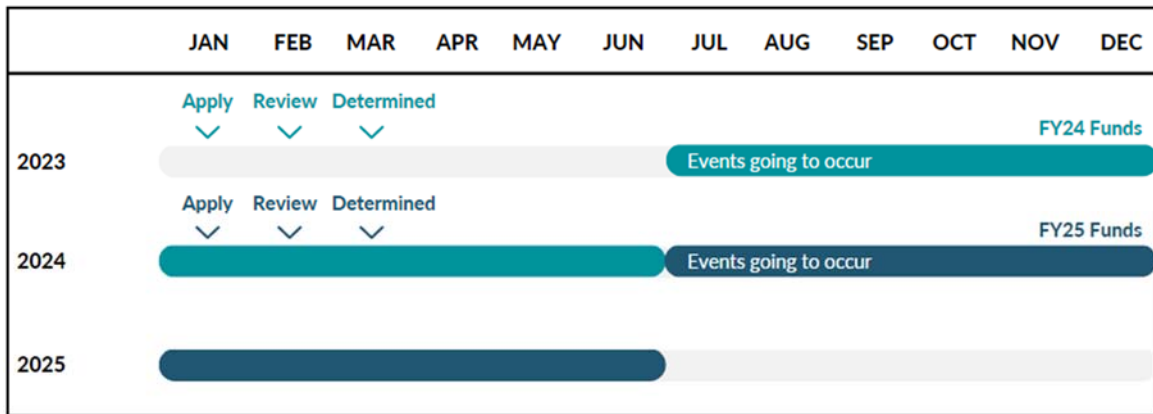 JAN FEB MAR APR MAY JUN JUL AUG SEP OCT NOV DEC
Apply Review Determined
FY24 Funds
2023 Events going to occur
Apply Review Determined
FY25 Funds
2024 Events going to occur
2025